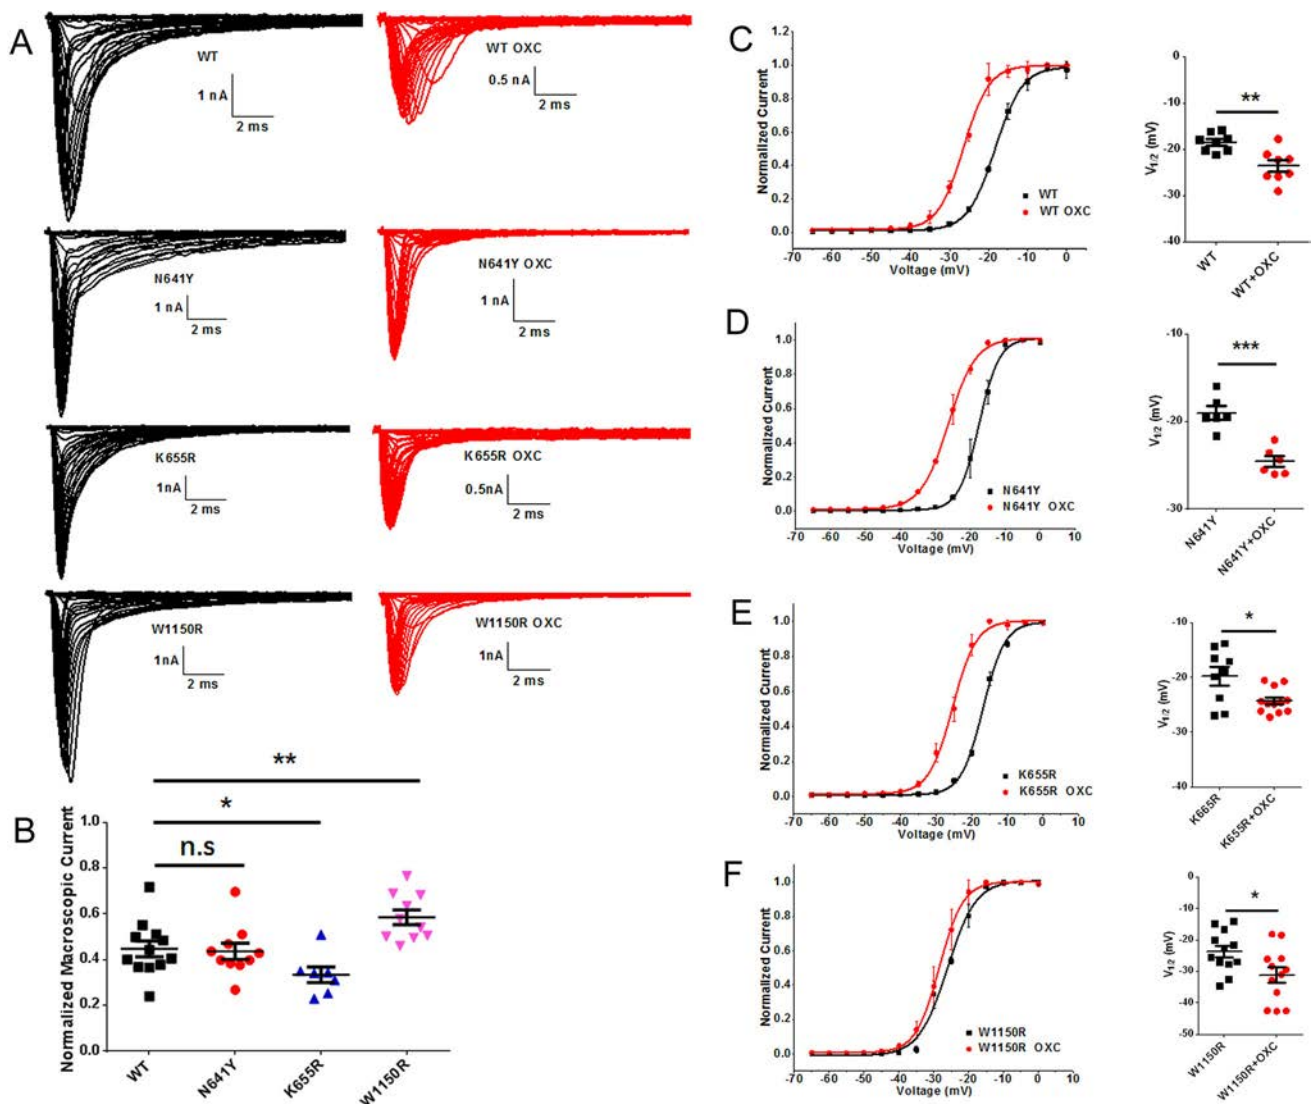 A
WT
1 nA
2 ms
WT OXC
0.5 nA
2 ms
N641Y
1 nA
2 ms
N641Y OXC
1 nA
2 ms
K655R
1nA
2 ms
K655R OXC
0.5nA
2 ms
W1150R
1nA
2 ms
W1150R OXC
1nA
2 ms
B
**
*
n.s
Normalized Macroscopic Current
1.0
0.8
0.6
0.4
0.2
0.0
WT
N641Y
K655R
W1150R
C
Normalized Current
1.0
0.8
0.6
0.4
0.2
0.0
WT
WT OXC
-70 -60 -50 -40 -30 -20 -10 0
Voltage (mV)
V1/2 (mV)
0
-10
-20
-30
-40
**
WT
WT+OXC
D
Normalized Current
1.0
0.8
0.6
0.4
0.2
0.0
N641Y
N641Y OXC
-70 -60 -50 -40 -30 -20 -10 0 10
Voltage (mV)
V1/2 (mV)
-10
-20
-30
***
N641Y
N641Y+OXC
E
Normalized Current
1.0
0.8
0.6
0.4
0.2
0.0
K655R
K655R OXC
-70 -60 -50 -40 -30 -20 -10 0 10
Voltage (mV)
V1/2 (mV)
-10
-20
-30
-40
*
K665R
K655R+OXC
F
Normalized Current
1.0
0.8
0.6
0.4
0.2
0.0
W1150R
W1150R OXC
-70 -60 -50 -40 -30 -20 -10 0 10
Voltage (mV)
V1/2 (mV)
0
-10
-20
-30
-40
-50
*
W1150R
W1150R+OXC